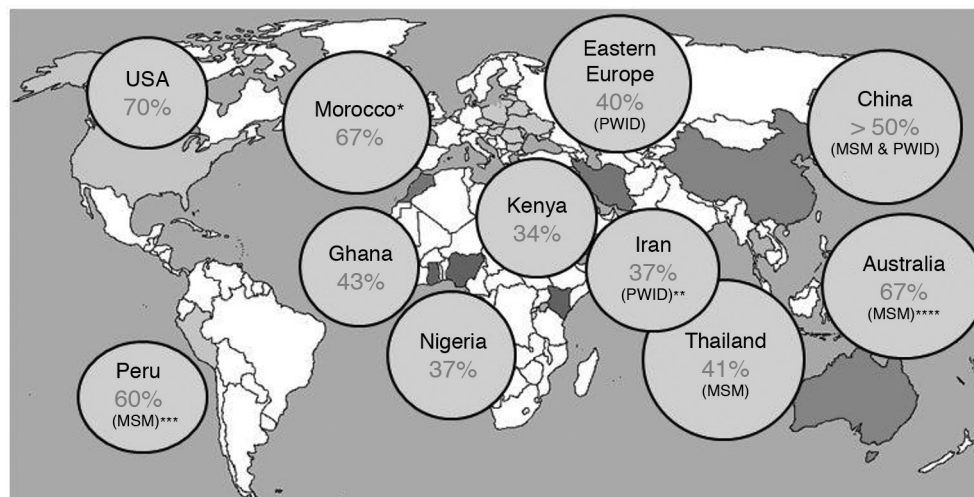 USA
70%
Morocco*
67%
Eastern
Europe
40%
(PWID)
China
> 50%
(MSM & PWID)
Ghana
43%
Kenya
34%
Iran
37%
(PWID)**
Australia
67%
(MSM)****
Peru
60%
(MSM)***
Nigeria
37%
Thailand
41%
(MSM)